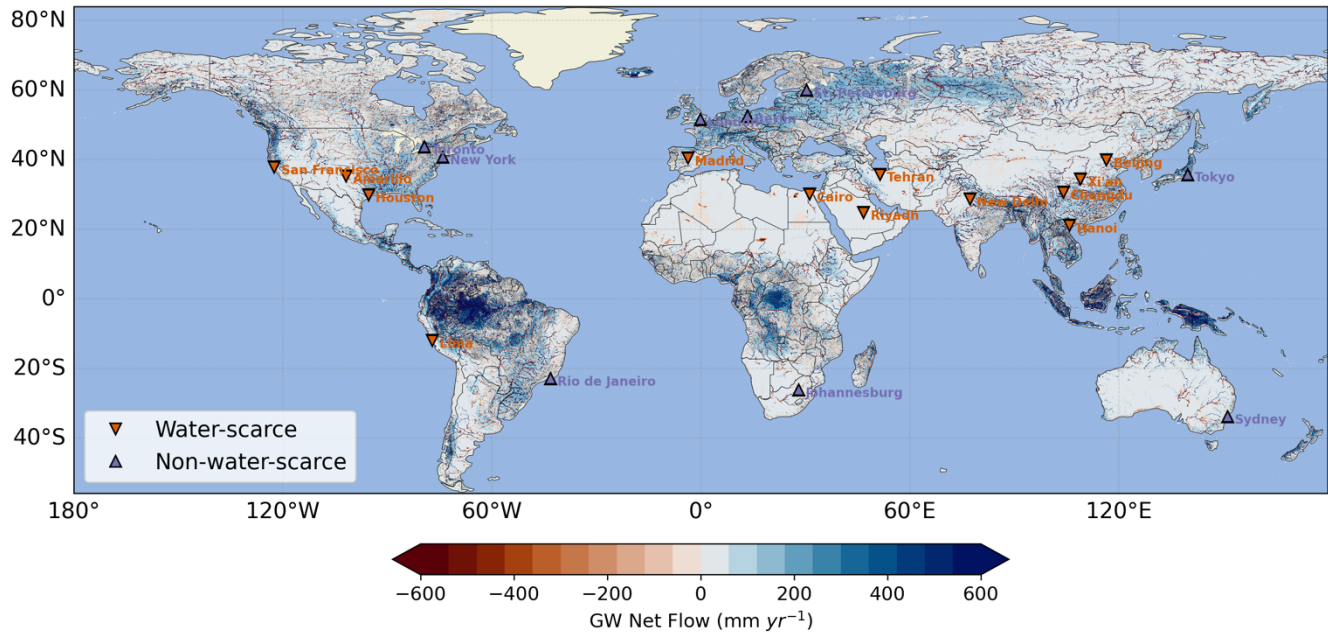 80°N
60°N
St. Petersburg
Berlin
Toronto
New York
40°N
San Francisco
Madrid
Beijing
Amarillo
Tehran
Xi'an
Tokyo
Houston
Cairo
New Delhi
Chengdu
Riyadh
20°N
Hanoi
0°
Lima
20°S
Rio de Janeiro
Johannesburg
Sydney
40°S
Water-scarce
Non-water-scarce
180°
120°W
60°W
0°
60°E
120°E
−600
−400
−200
0
200
400
600
GW Net Flow (mm yr⁻¹)